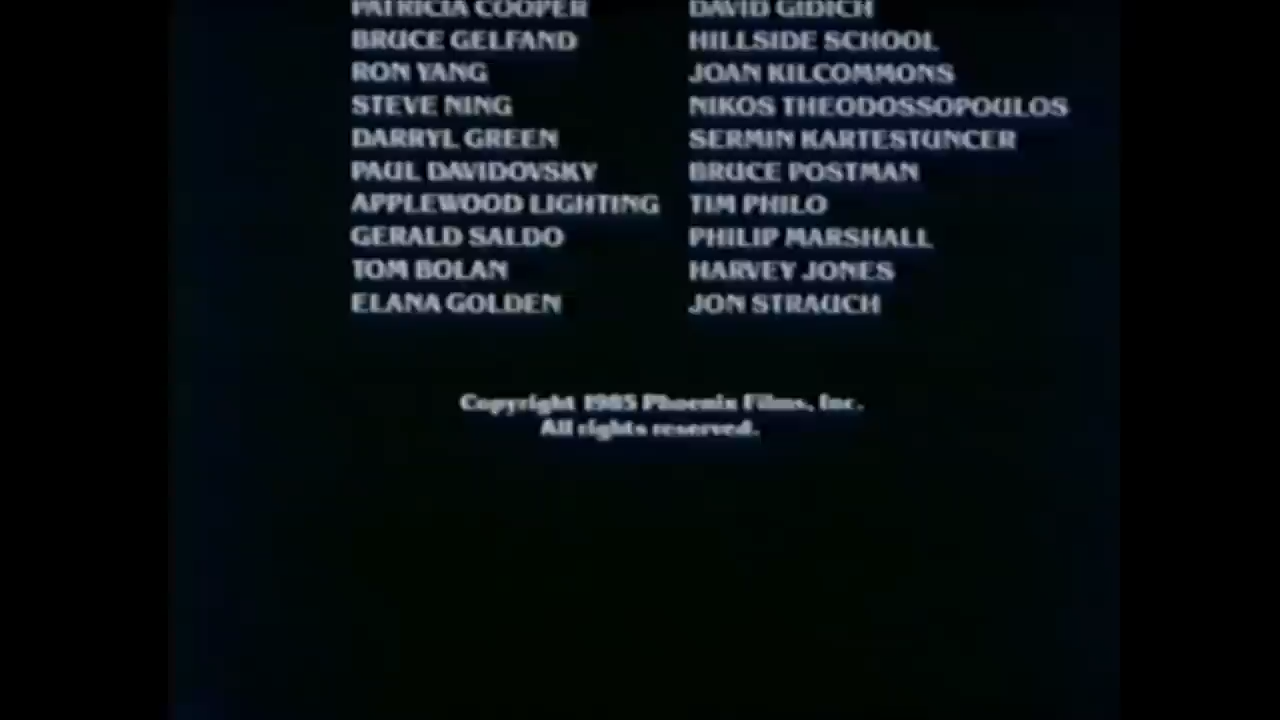 PATRICIA COOPER DAVID GIDICH
BRUCE GELFAND HILLSIDE SCHOOL
RON YANG JOAN KILCOMMONS
STEVE NING NIKOS THEODOSSOPOULOS
DARRYL GREEN SERMIN KARTESTUNCER
PAUL DAVIDOVSKY BRUCE POSTMAN
APPLEWOOD LIGHTING TIM PHILO
GERALD SALDO PHILIP MARSHALL
TOM BOLAN HARVEY JONES
ELANA GOLDEN JON STRAUCH
Copyright 1985 Phoenix Films, Inc.
All rights reserved.